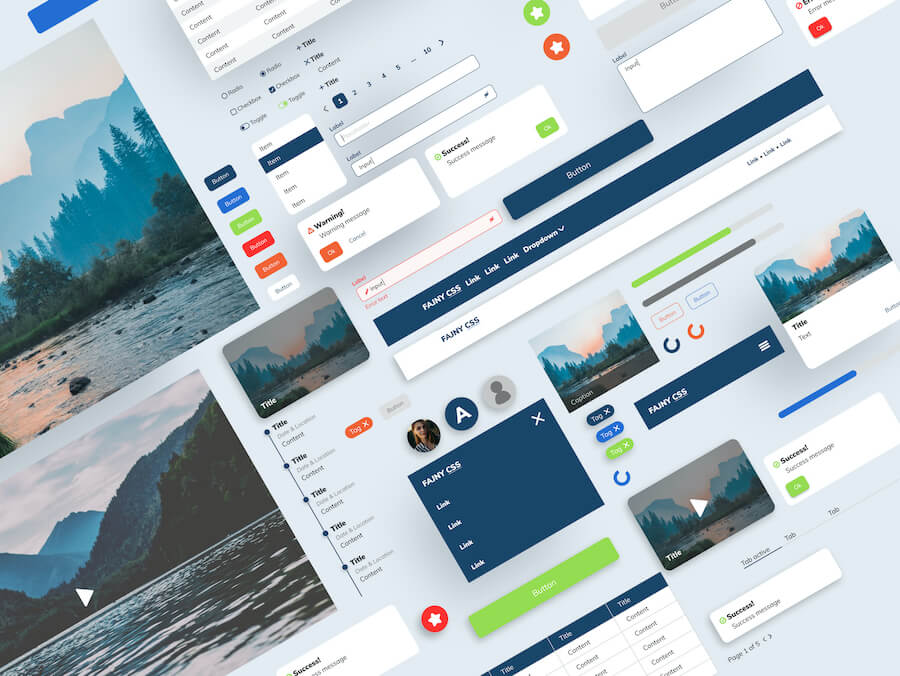 Content Content Content
Content Content Content
Content Content
Content Content
Content
Radio
Radio
Checkbox
Checkbox
Toggle
Toggle
Title
Title
Content
Title
1 2 3 4 5 ... 10
Label
Placeholder
Label
Input
Item
Item
Item
Item
Item
Button
Button
Button
Button
Button
Button
Warning!
Warning message
Ok
Cancel
Success!
Success message
Ok
Label
Input
Button
Error message
Ok
Button
Label
Input
Error text
FAJNY CSS Link Link Link Dropdown
FAJNY CSS
Link • Link • Link
Button
Button
Caption
Title
Text
Button
Title
Title
Date & Location
Content
Title
Date & Location
Content
Title
Date & Location
Content
Title
Date & Location
Content
Title
Date & Location
Content
Tag
Button
A
FAJNY CSS
Link
Link
Link
Link
FAJNY CSS
Tag
Tag
Tag
Title
Success!
Success message
Ok
Tab active Tab Tab
Success!
Success message
Page 1 of 5
Button
Title Title Title
Content Content
Content Content
Content
Content
Success!
Success message